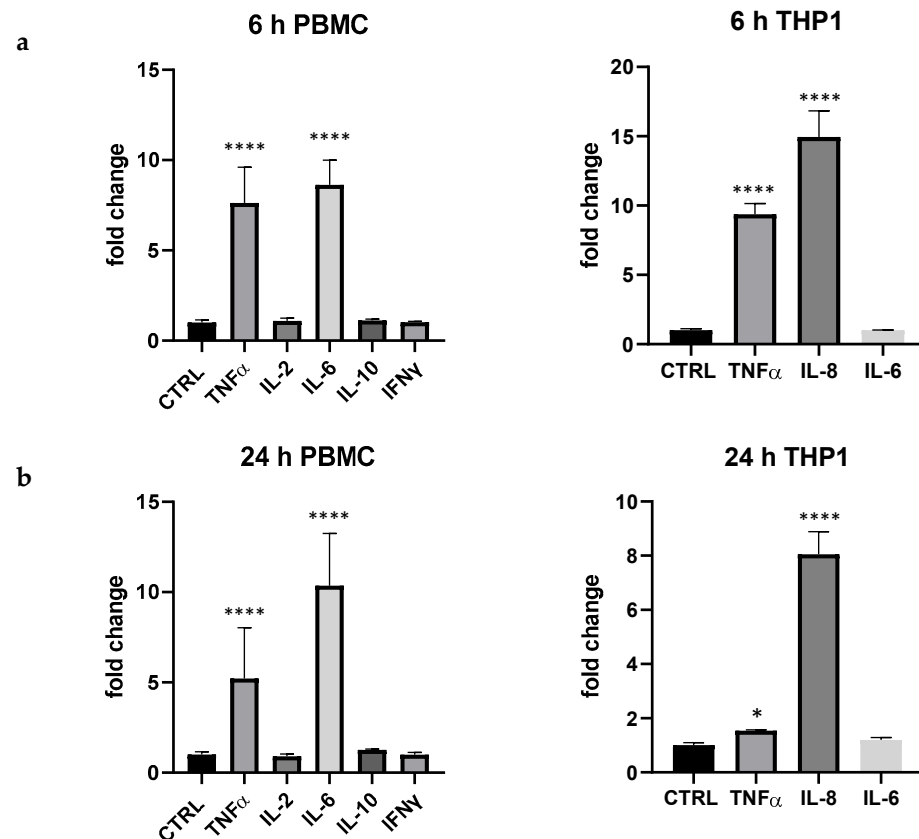 a
6 h PBMC
fold change
15
10
5
0
****
****
CTRL
TNFα
IL-2
IL-6
IL-10
IFNγ
6 h THP1
fold change
20
15
10
5
0
****
****
CTRL
TNFα
IL-8
IL-6
b
24 h PBMC
fold change
15
10
5
0
****
****
CTRL
TNFα
IL-2
IL-6
IL-10
IFNγ
24 h THP1
fold change
10
8
6
4
2
0
*
****
CTRL
TNFα
IL-8
IL-6